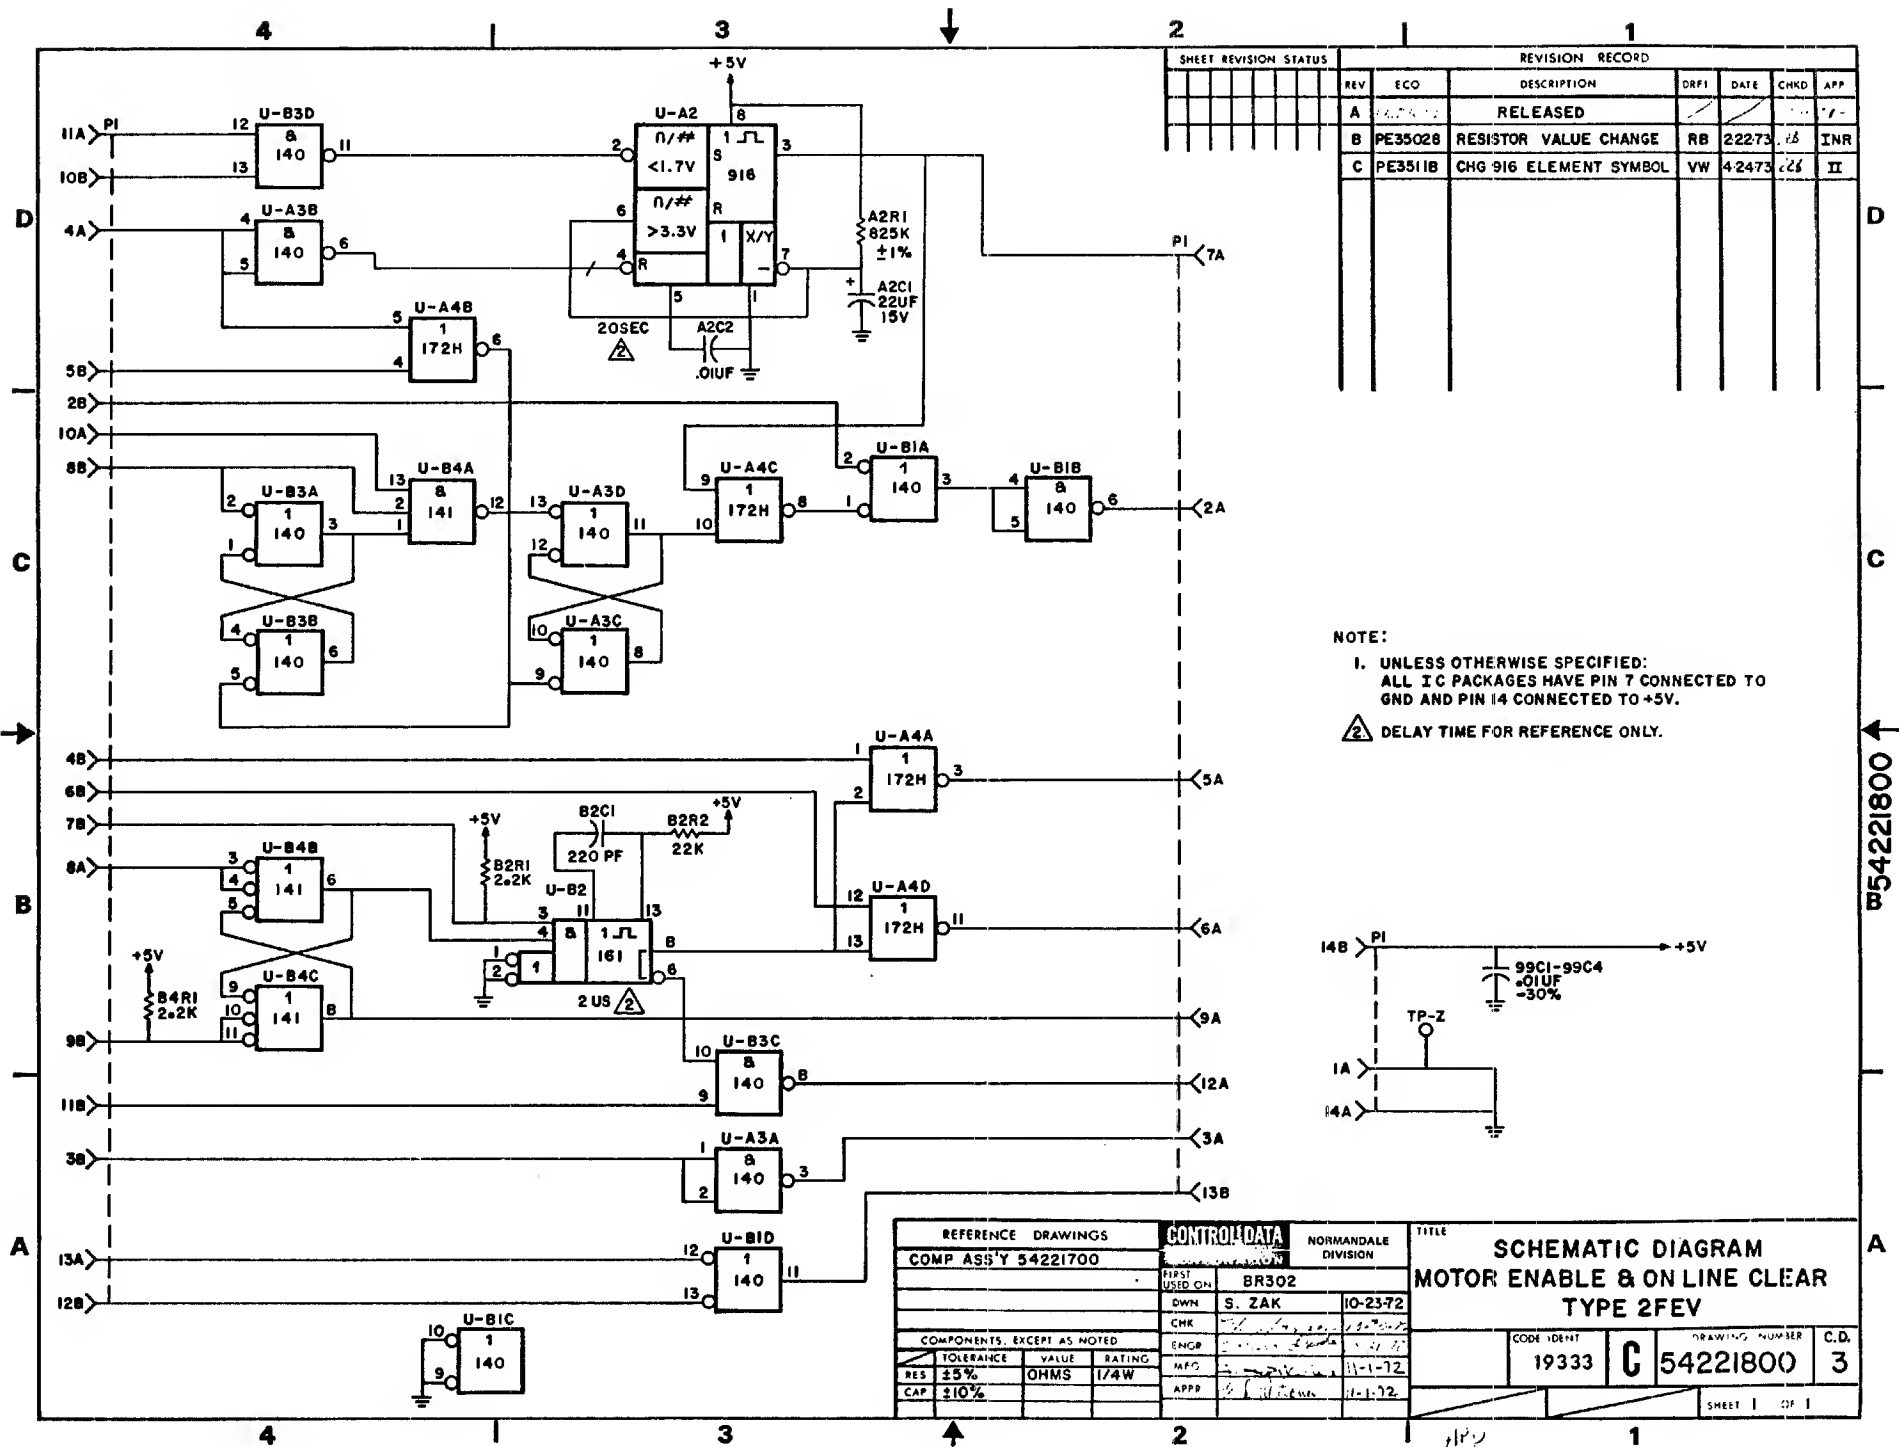 4 3 2 1
SHEET REVISION STATUS
REVISION RECORD
REV ECO DESCRIPTION DRFT DATE CHKD APP
A RELEASED
B PE35028 RESISTOR VALUE CHANGE RB 2-22-73 INR
C PE35118 CHG 916 ELEMENT SYMBOL VW 4-24-73 II
D
+5V
11A P1 12 U-B3D & 140 11
10B 13
U-A2 8
2 n/# <1.7V 1 S 916 3
6 n/# >3.3V R
4 R 1 X/Y 7
5 1
A2R1
825K
±1%
+ A2C1
22UF
15V
20SEC 2
A2C2
.01UF
P1 7A
4A 4 U-A3B & 140 6
5
U-A4B
5 1 172H 6
5B 4
D
2B
10A
8B
U-B3A
2 1 140 3
1
U-B4A
13 & 141 12
2
1
U-A3D
13 1 140 11
12
U-A4C
9 1 172H 8
10
U-B1A
2 1 140 3
1
U-B1B
4 & 140 6
5
2A
C C
U-B3B
4 1 140 6
5
U-A3C
10 1 140 8
9
NOTE:
1. UNLESS OTHERWISE SPECIFIED:
ALL IC PACKAGES HAVE PIN 7 CONNECTED TO
GND AND PIN 14 CONNECTED TO +5V.
2 DELAY TIME FOR REFERENCE ONLY.
B54221800
4B
6B
7B
8A
U-A4A
1 1 172H 3
2
5A
U-B4B
3 1 141 6
4
5
+5V
B2R1
2.2K
B2C1
220 PF
B2R2
22K
+5V
U-B2
11 13
3 & 1 161 8
4
1 1 6
2
2 US 2
U-A4D
12 1 172H 11
13
6A
B
+5V
B4R1
2.2K
U-B4C
9 1 141 8
10
11
9B
9A
14B P1 +5V
99C1-99C4
.01UF
-30%
TP-Z
1A
14A
U-B3C
10 & 140 8
9
12A
11B
U-A3A
1 & 140 3
2
3A
3B
13B
U-B1D
12 1 140 11
13
13A
12B
U-B1C
10 1 140
9
A A
REFERENCE DRAWINGS
COMP ASS'Y 54221700
COMPONENTS, EXCEPT AS NOTED
TOLERANCE VALUE RATING
RES ±5% OHMS 1/4W
CAP ±10%
CONTROL DATA
NORMANDALE
DIVISION
FIRST
USED ON BR302
DWN S. ZAK 10-23-72
CHK
ENGR
MFG 11-1-72
APPR 11-1-72
TITLE
SCHEMATIC DIAGRAM
MOTOR ENABLE & ON LINE CLEAR
TYPE 2FEV
CODE IDENT
19333
C
DRAWING NUMBER
54221800
C.D.
3
SHEET 1 OF 1
4 3 2 1